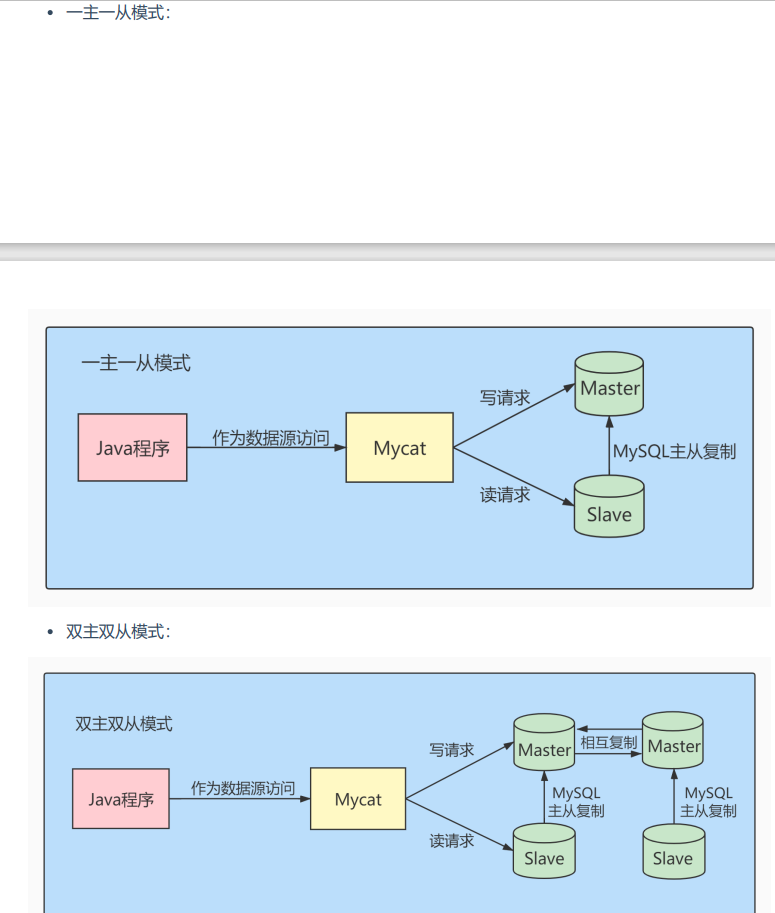 • 一主一从模式：
一主一从模式
写请求
Master
Java程序
作为数据源访问
Mycat
MySQL主从复制
读请求
Slave
• 双主双从模式：
双主双从模式
写请求
Master
相互复制
Master
Java程序
作为数据源访问
Mycat
MySQL
主从复制
MySQL
主从复制
读请求
Slave
Slave